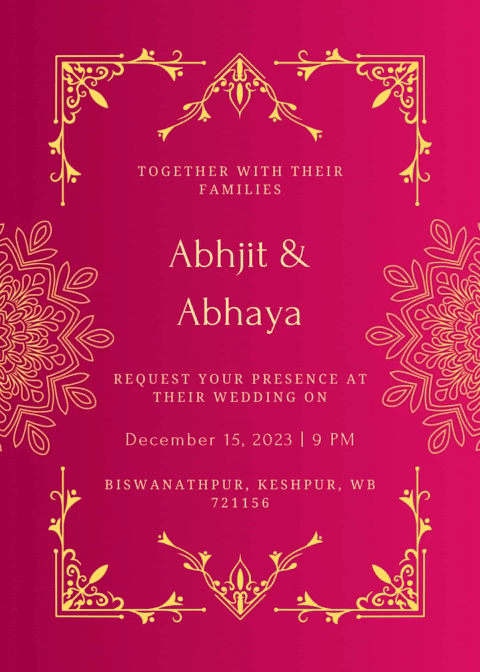 TOGETHER WITH THEIR
FAMILIES
Abhjit &
Abhaya
REQUEST YOUR PRESENCE AT
THEIR WEDDING ON
December 15, 2023 | 9 PM
BISWANATHPUR, KESHPUR, WB
721156